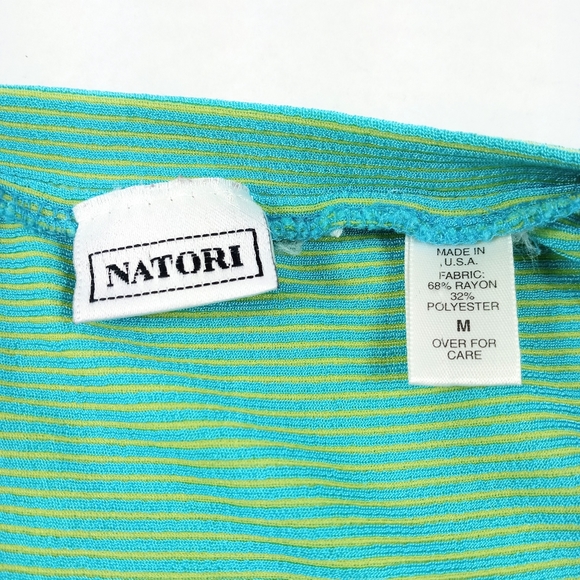 NATORI
MADE IN
U.S.A.
FABRIC:
68% RAYON
32%
POLYESTER
M
OVER FOR
CARE